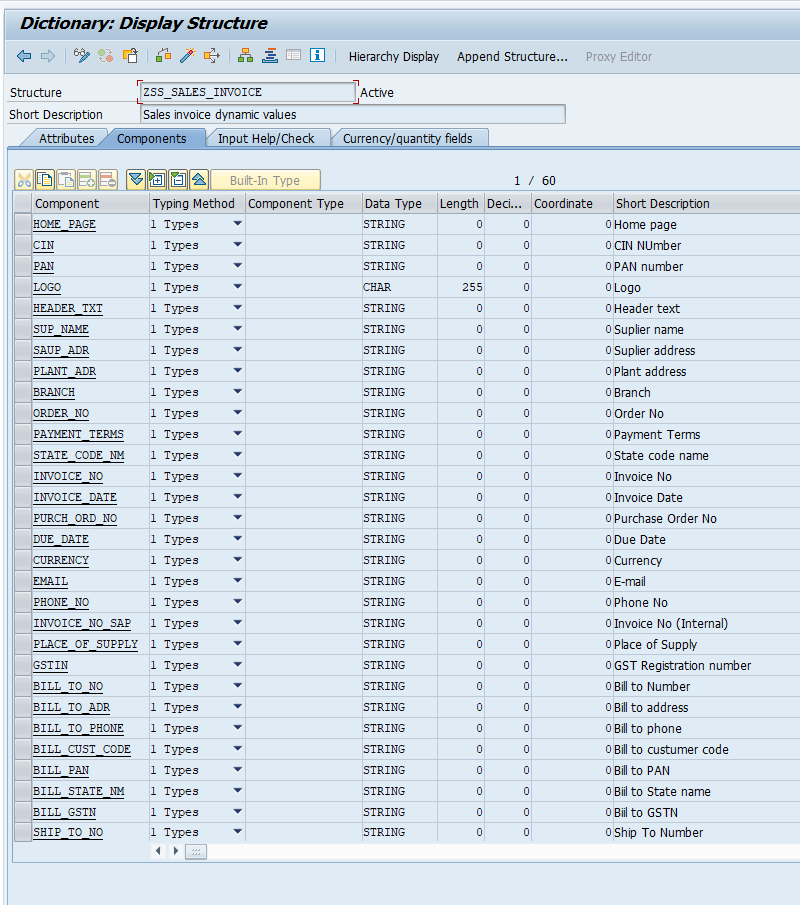 Dictionary: Display Structure
Hierarchy Display Append Structure... Proxy Editor
Structure ZSS_SALES_INVOICE Active
Short Description Sales invoice dynamic values
Attributes Components Input Help/Check Currency/quantity fields
Built-In Type 1 / 60
Component Typing Method Component Type Data Type Length Deci... Coordinate Short Description
HOME_PAGE 1 Types STRING 0 0 0 Home page
CIN 1 Types STRING 0 0 0 CIN NUmber
PAN 1 Types STRING 0 0 0 PAN number
LOGO 1 Types CHAR 255 0 0 Logo
HEADER_TXT 1 Types STRING 0 0 0 Header text
SUP_NAME 1 Types STRING 0 0 0 Suplier name
SAUP_ADR 1 Types STRING 0 0 0 Suplier address
PLANT_ADR 1 Types STRING 0 0 0 Plant address
BRANCH 1 Types STRING 0 0 0 Branch
ORDER_NO 1 Types STRING 0 0 0 Order No
PAYMENT_TERMS 1 Types STRING 0 0 0 Payment Terms
STATE_CODE_NM 1 Types STRING 0 0 0 State code name
INVOICE_NO 1 Types STRING 0 0 0 Invoice No
INVOICE_DATE 1 Types STRING 0 0 0 Invoice Date
PURCH_ORD_NO 1 Types STRING 0 0 0 Purchase Order No
DUE_DATE 1 Types STRING 0 0 0 Due Date
CURRENCY 1 Types STRING 0 0 0 Currency
EMAIL 1 Types STRING 0 0 0 E-mail
PHONE_NO 1 Types STRING 0 0 0 Phone No
INVOICE_NO_SAP 1 Types STRING 0 0 0 Invoice No (Internal)
PLACE_OF_SUPPLY 1 Types STRING 0 0 0 Place of Supply
GSTIN 1 Types STRING 0 0 0 GST Registration number
BILL_TO_NO 1 Types STRING 0 0 0 Bill to Number
BILL_TO_ADR 1 Types STRING 0 0 0 Bill to address
BILL_TO_PHONE 1 Types STRING 0 0 0 Bill to phone
BILL_CUST_CODE 1 Types STRING 0 0 0 Bill to custumer code
BILL_PAN 1 Types STRING 0 0 0 Bill to PAN
BILL_STATE_NM 1 Types STRING 0 0 0 Bill to State name
BILL_GSTN 1 Types STRING 0 0 0 Bill to GSTN
SHIP_TO_NO 1 Types STRING 0 0 0 Ship To Number